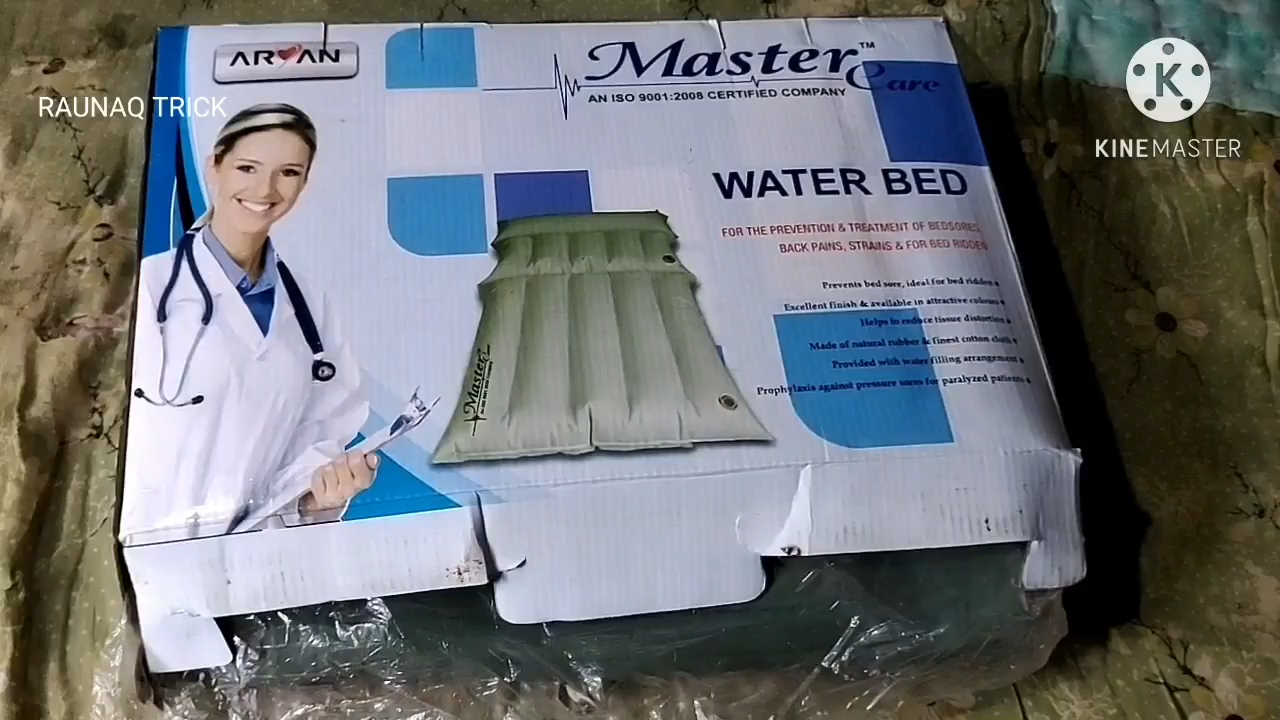 ARYAN
RAUNAQ TRICK
Master™
Care
AN ISO 9001:2008 CERTIFIED COMPANY
K
KINEMASTER
WATER BED
FOR THE PREVENTION & TREATMENT OF BEDSORES,
BACK PAINS, STRAINS & FOR BED RIDDEN
Prevents bed sore, ideal for bed ridden
Excellent finish & available in attractive colours
Helps to reduce tissue distortion
Made of natural rubber & finest cotton cloth
Provided with water filling arrangement
Prophylaxis against pressure sores for paralyzed patients
Master